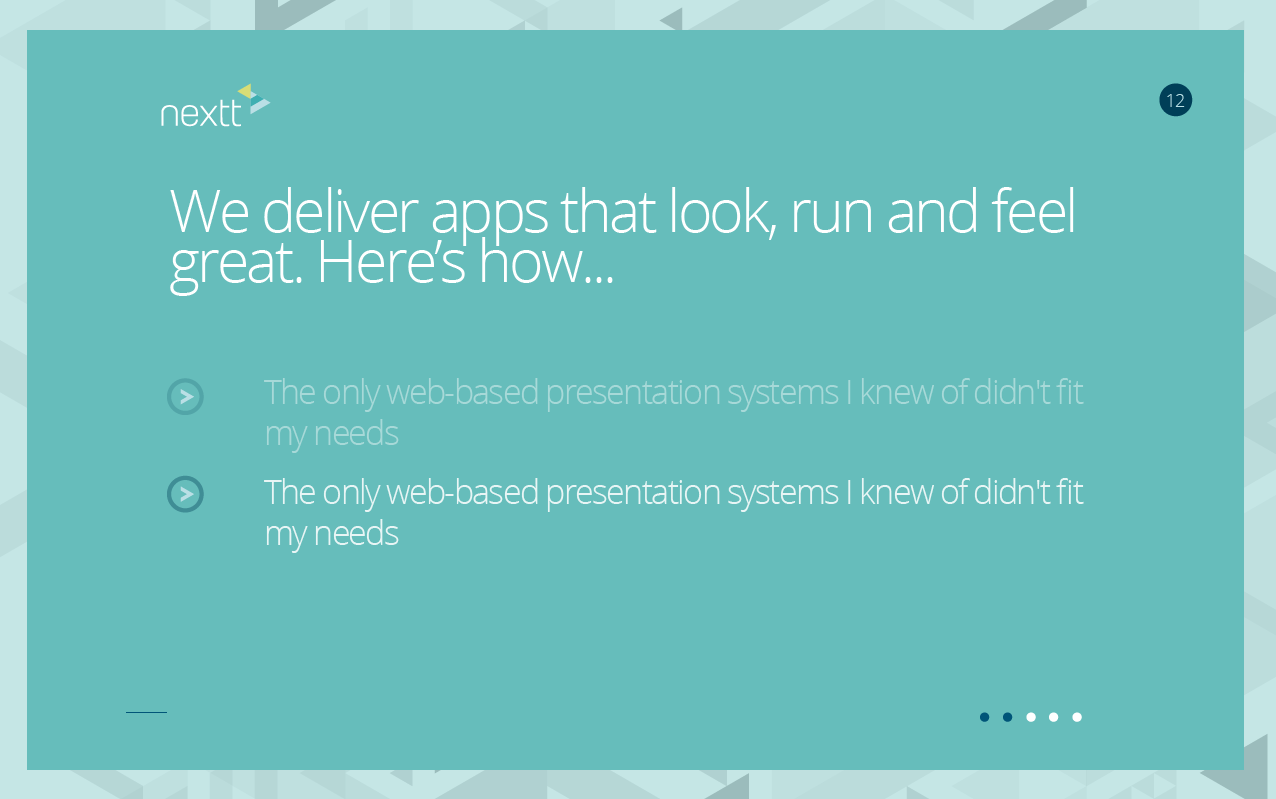 nextt
12
We deliver apps that look, run and feel
great. Here’s how...
The only web-based presentation systems I knew of didn't fit
my needs
The only web-based presentation systems I knew of didn't fit
my needs